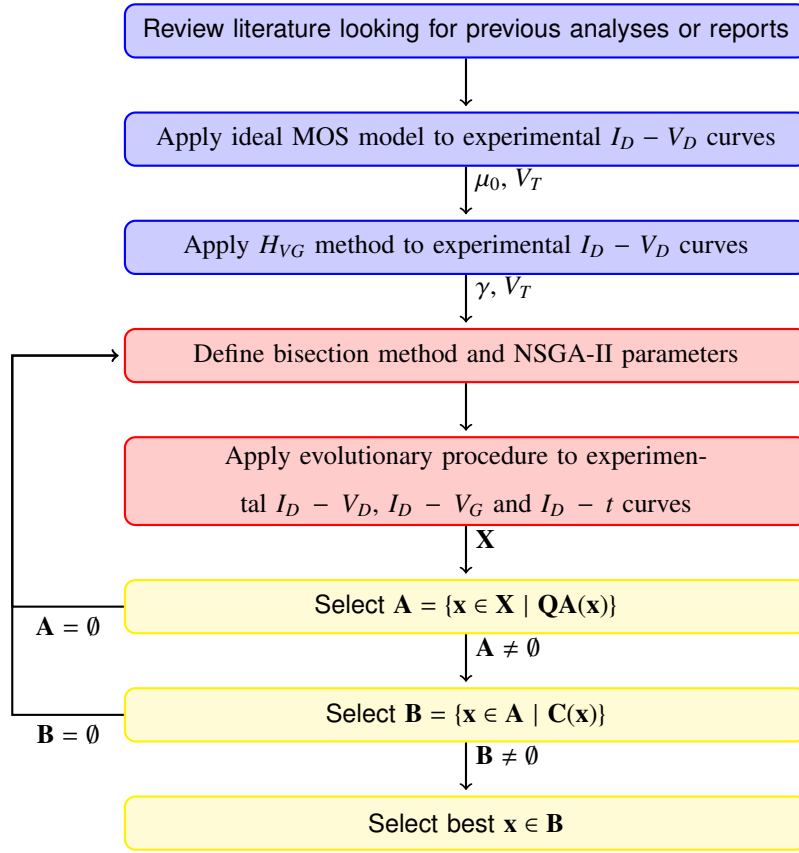 Review literature looking for previous analyses or reports
Apply ideal MOS model to experimental I_D − V_D curves
μ_0, V_T
Apply H_{VG} method to experimental I_D − V_D curves
γ, V_T
Define bisection method and NSGA-II parameters
Apply evolutionary procedure to experimen-
tal I_D − V_D, I_D − V_G and I_D − t curves
X
Select A = {x ∈ X | QA(x)}
A = ∅
A ≠ ∅
Select B = {x ∈ A | C(x)}
B = ∅
B ≠ ∅
Select best x ∈ B